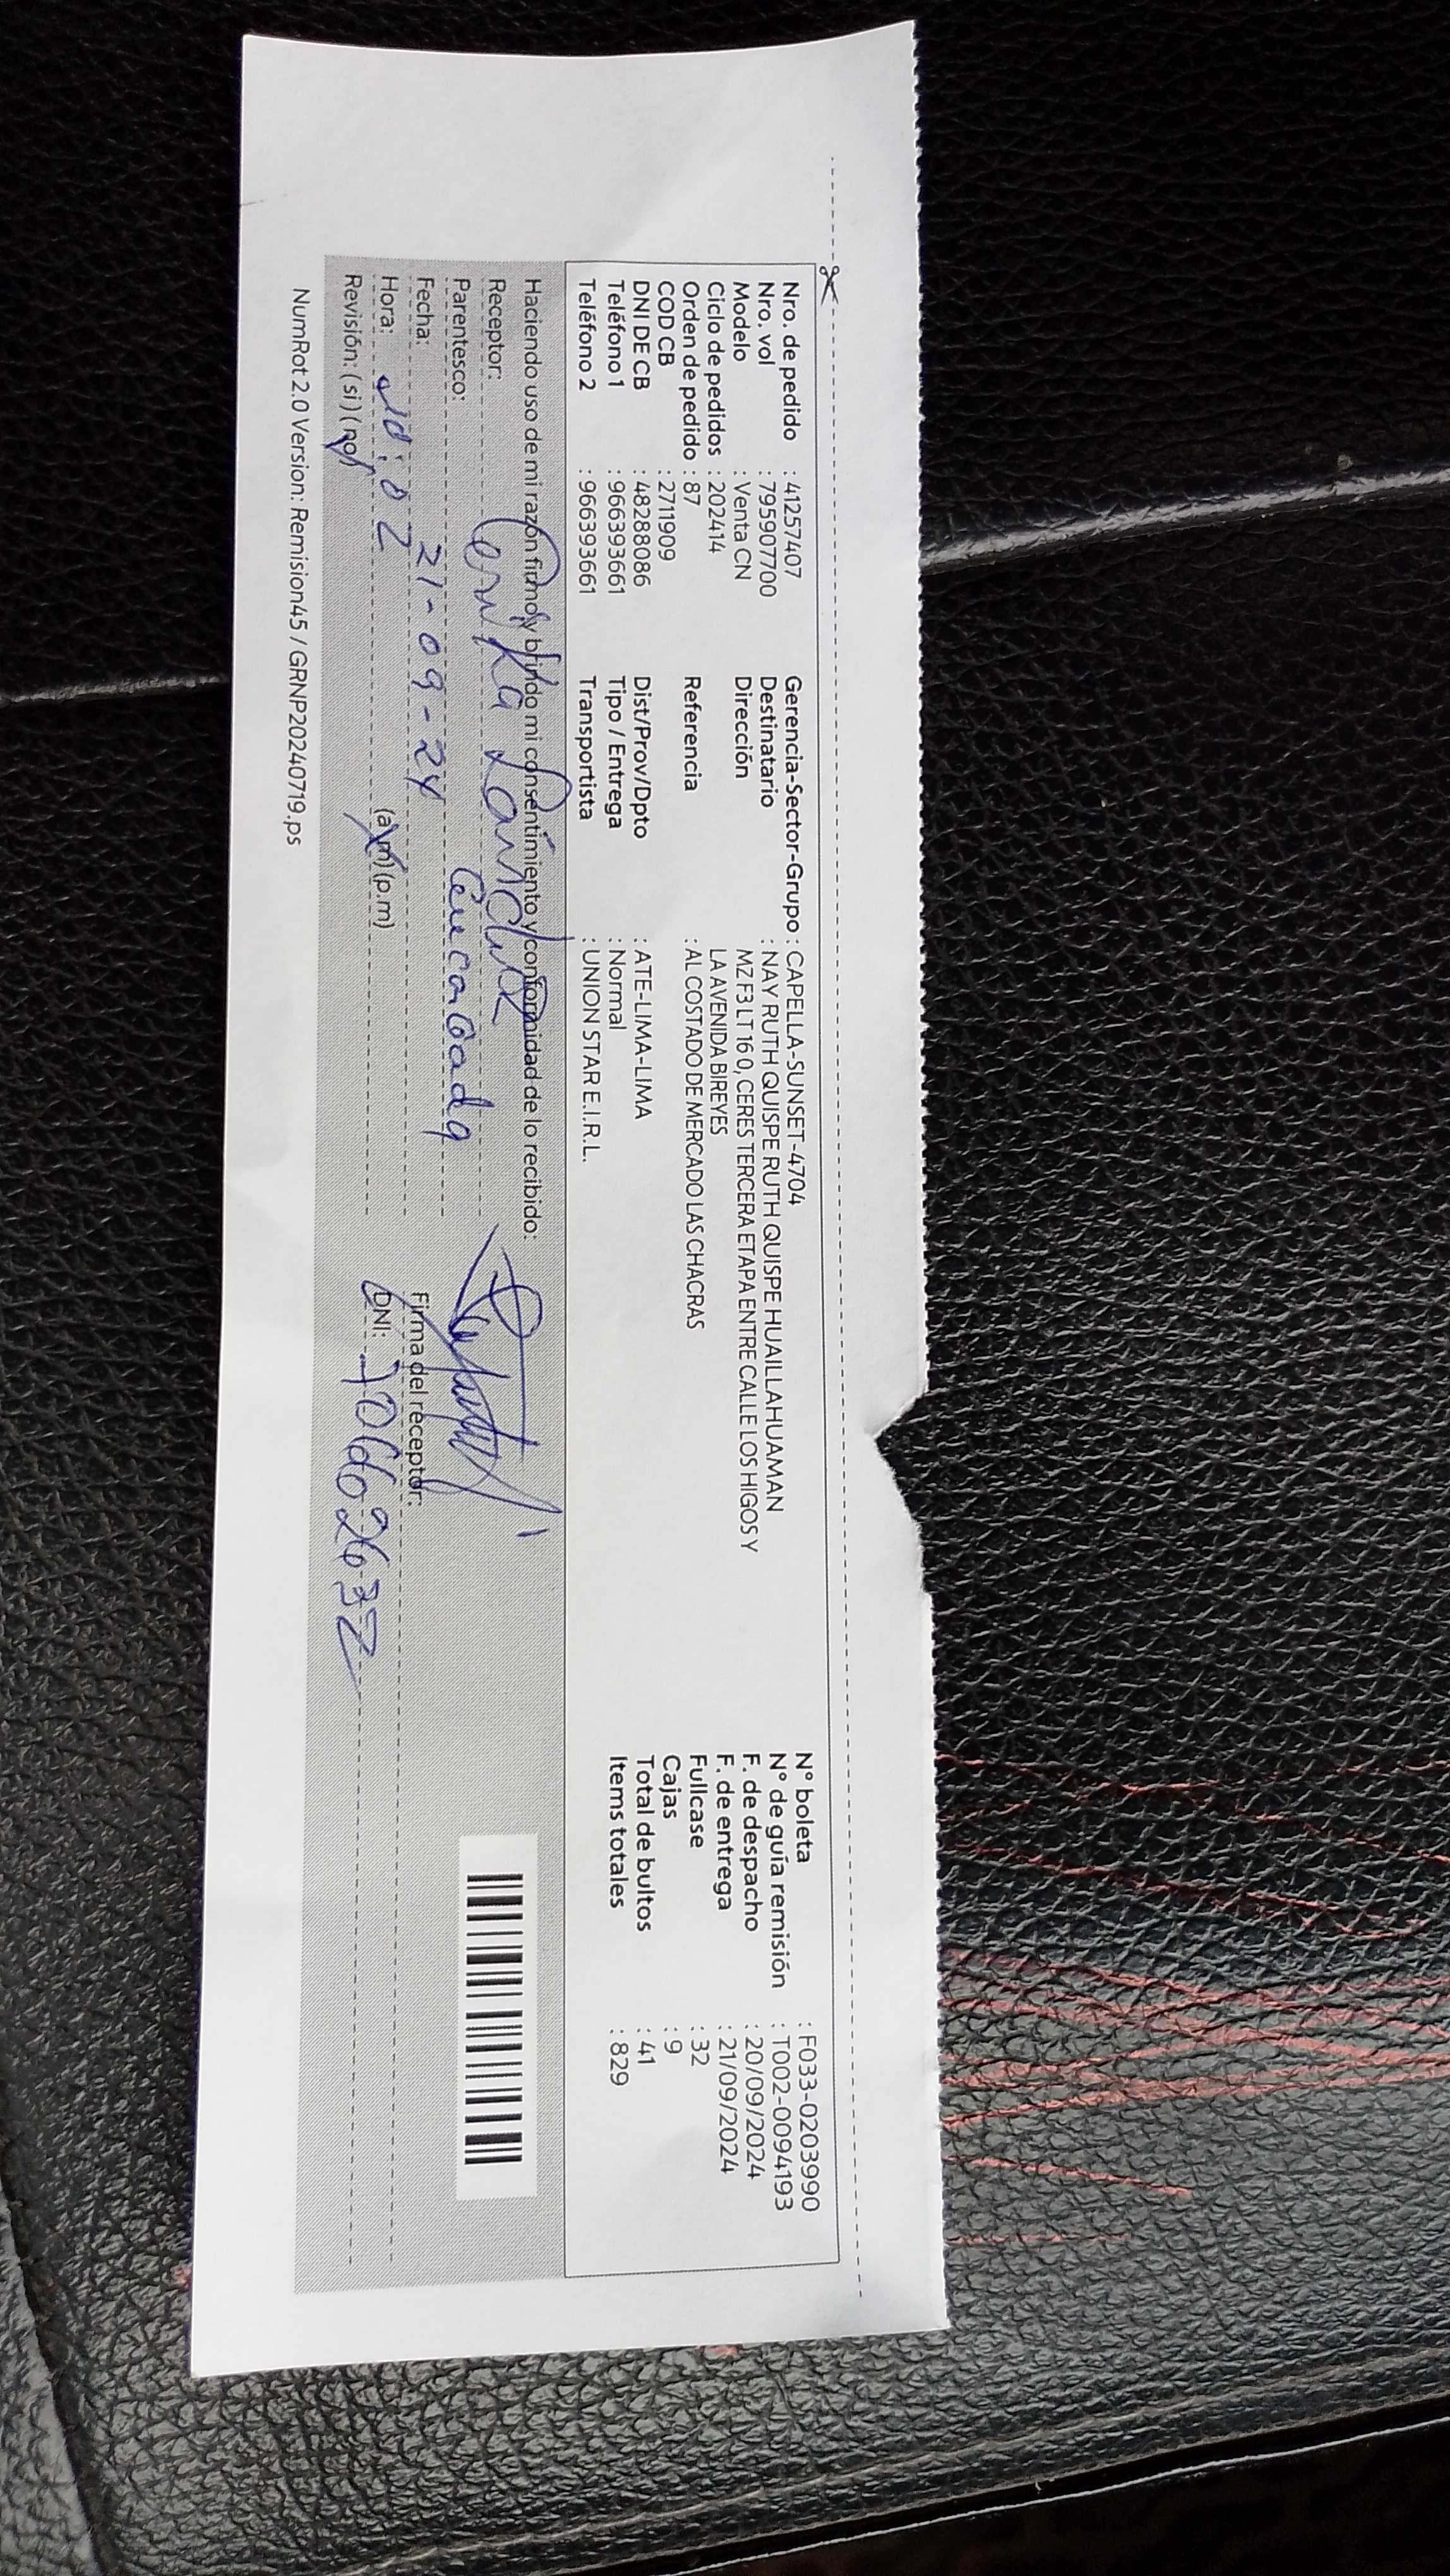 Nro. de pedido : 41257407
Nro. vol : 795907700
Modelo : Venta CN
Ciclo de pedidos : 202414
Orden de pedido : 87
COD CB : 2711909
DNI DE CB : 48288086
Teléfono 1 : 966393661
Teléfono 2 : 966393661
Gerencia-Sector-Grupo : CAPELLA-SUNSET-4704
Destinatario : NAY RUTH QUISPE RUTH QUISPE HUAILLAHUAMAN
Dirección MZ F3 LT 16 0, CERES TERCERA ETAPA ENTRE CALLE LOS HIGOS Y
LA AVENIDA BIREYES
Referencia : AL COSTADO DE MERCADO LAS CHACRAS
Dist/Prov/Dpto : ATE-LIMA-LIMA
Tipo / Entrega : Normal
Transportista : UNION STAR E.I.R.L.
N° boleta : F033-0203990
N° de guía remisión : T002-0094193
F. de despacho : 20/09/2024
F. de entrega : 21/09/2024
Fullcase : 32
Cajas : 9
Total de bultos : 41
Items totales : 829
Haciendo uso de mi razón firmo y brindo mi consentimiento y conformidad de lo recibido:
Receptor:
Parentesco:
Fecha: 21-09-24
Hora: 10:02 (a.m) (p.m)
Revisión: (si) (no)
Firma del receptor:
DNI: 70602632
NumRot 2.0 Version: Remision45 / GRNP20240719.ps